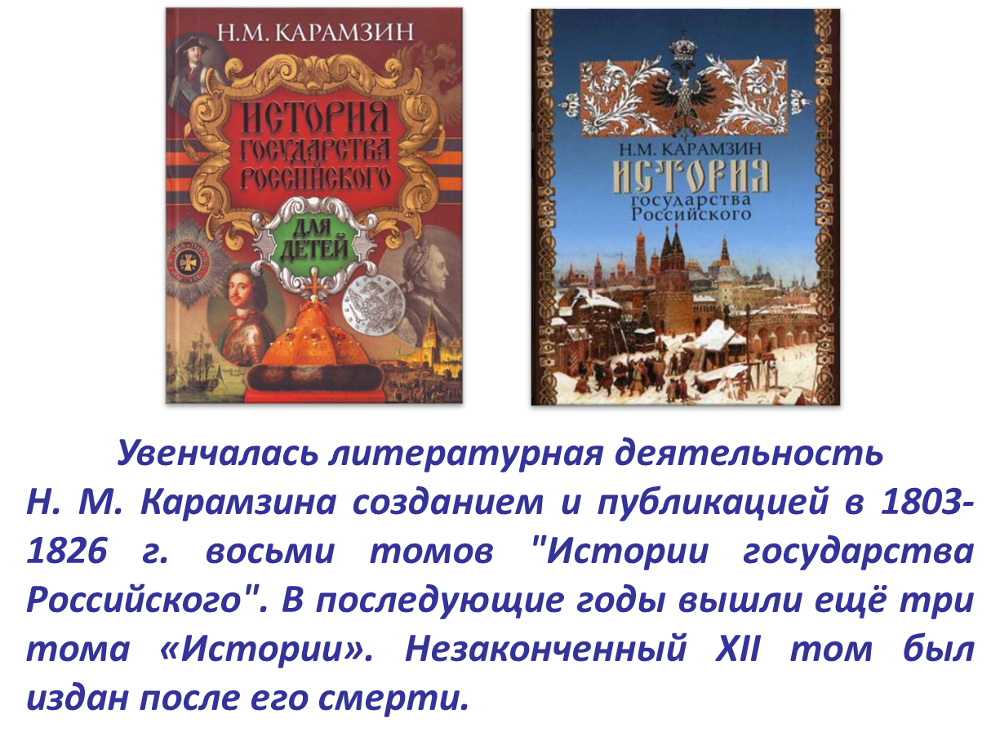 Н.М. КАРАМЗИН
ИСТОРИЯ
ГОСУДАРСТВА
РОССИЙСКОГО
ДЛЯ
ДЕТЕЙ
Н.М. КАРАМЗИН
ИСТОРИЯ
государства
Российского
Увенчалась литературная деятельность
Н. М. Карамзина созданием и публикацией в 1803-
1826 г. восьми томов "Истории государства
Российского". В последующие годы вышли ещё три
тома «Истории». Незаконченный XII том был
издан после его смерти.